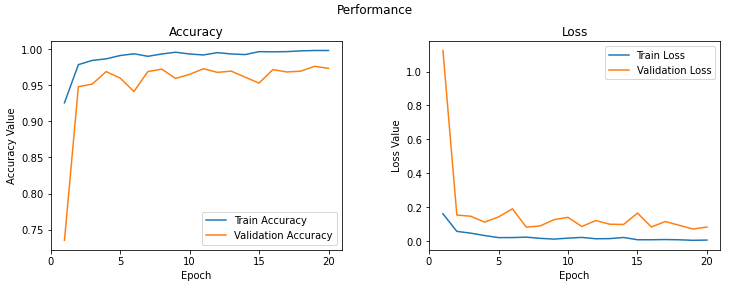 Performance
Accuracy
1.00
0.95
0.90
0.85
0.80
0.75
Accuracy Value
0
5
10
15
20
Epoch
Train Accuracy
Validation Accuracy
Loss
1.0
0.8
0.6
0.4
0.2
0.0
Loss Value
0
5
10
15
20
Epoch
Train Loss
Validation Loss